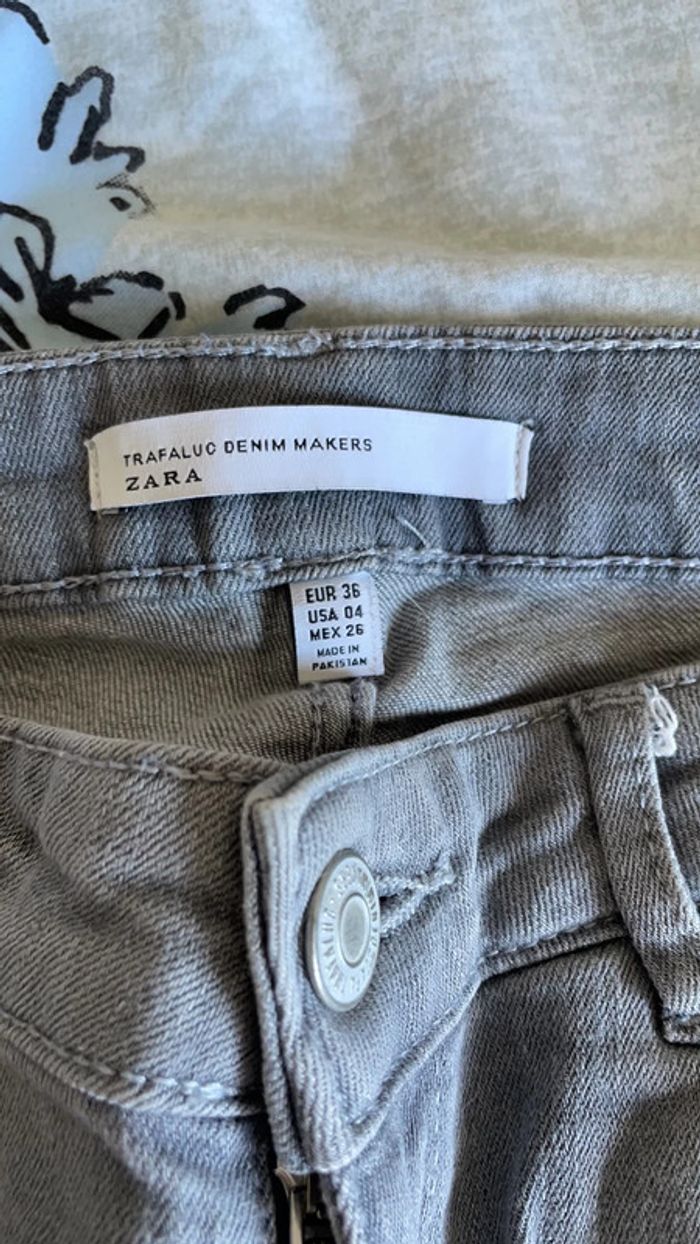 TRAFALUC DENIM MAKERS
ZARA
EUR 36
USA 04
MEX 26
MADE IN
PAKISTAN